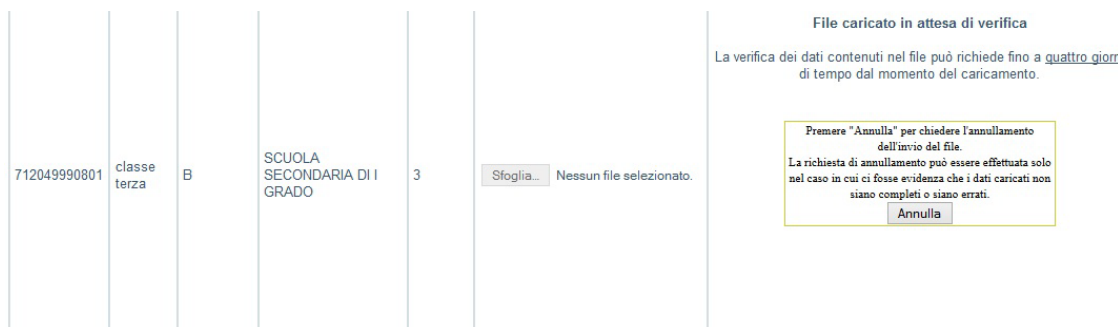 File caricato in attesa di verifica
La verifica dei dati contenuti nel file può richiede fino a quattro giorn
di tempo dal momento del caricamento.
712049990801
classe
terza
B
SCUOLA
SECONDARIA DI I
GRADO
3
Sfoglia... Nessun file selezionato.
Premere "Annulla" per chiedere l'annullamento
dell'invio del file.
La richiesta di annullamento può essere effettuata solo
nel caso in cui ci fosse evidenza che i dati caricati non
siano completi o siano errati.
Annulla